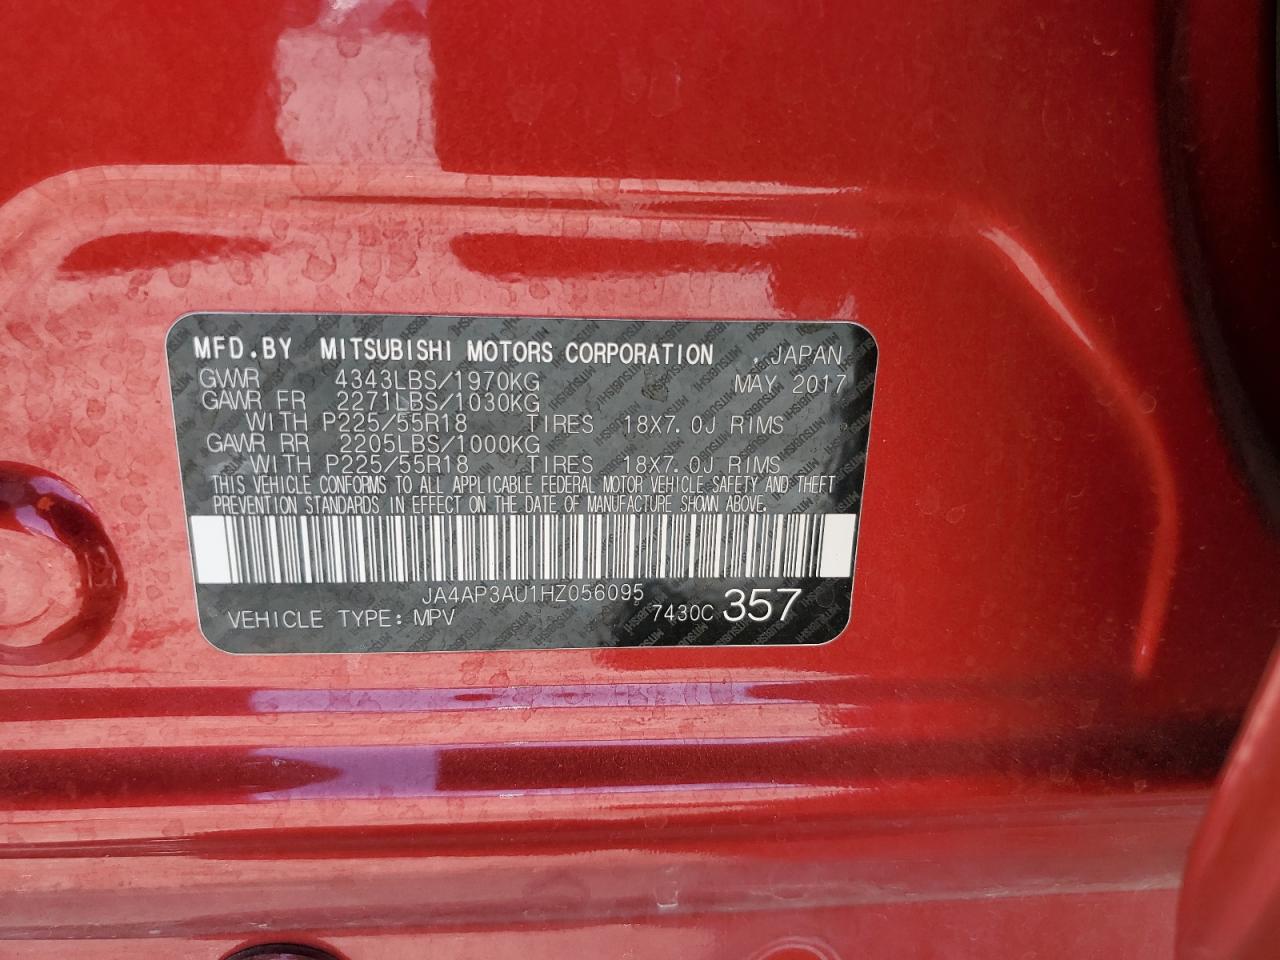 MFD.BY MITSUBISHI MOTORS CORPORATION , JAPAN
GVWR 4343LBS/1970KG MAY 2017
GAWR FR 2271LBS/1030KG
WITH P225/55R18 TIRES 18X7.0J RIMS
GAWR RR 2205LBS/1000KG
WITH P225/55R18 TIRES 18X7.0J RIMS
THIS VEHICLE CONFORMS TO ALL APPLICABLE FEDERAL MOTOR VEHICLE SAFETY AND THEFT
PREVENTION STANDARDS IN EFFECT ON THE DATE OF MANUFACTURE SHOWN ABOVE.
JA4AP3AU1HZ056095
VEHICLE TYPE: MPV 7430C 357